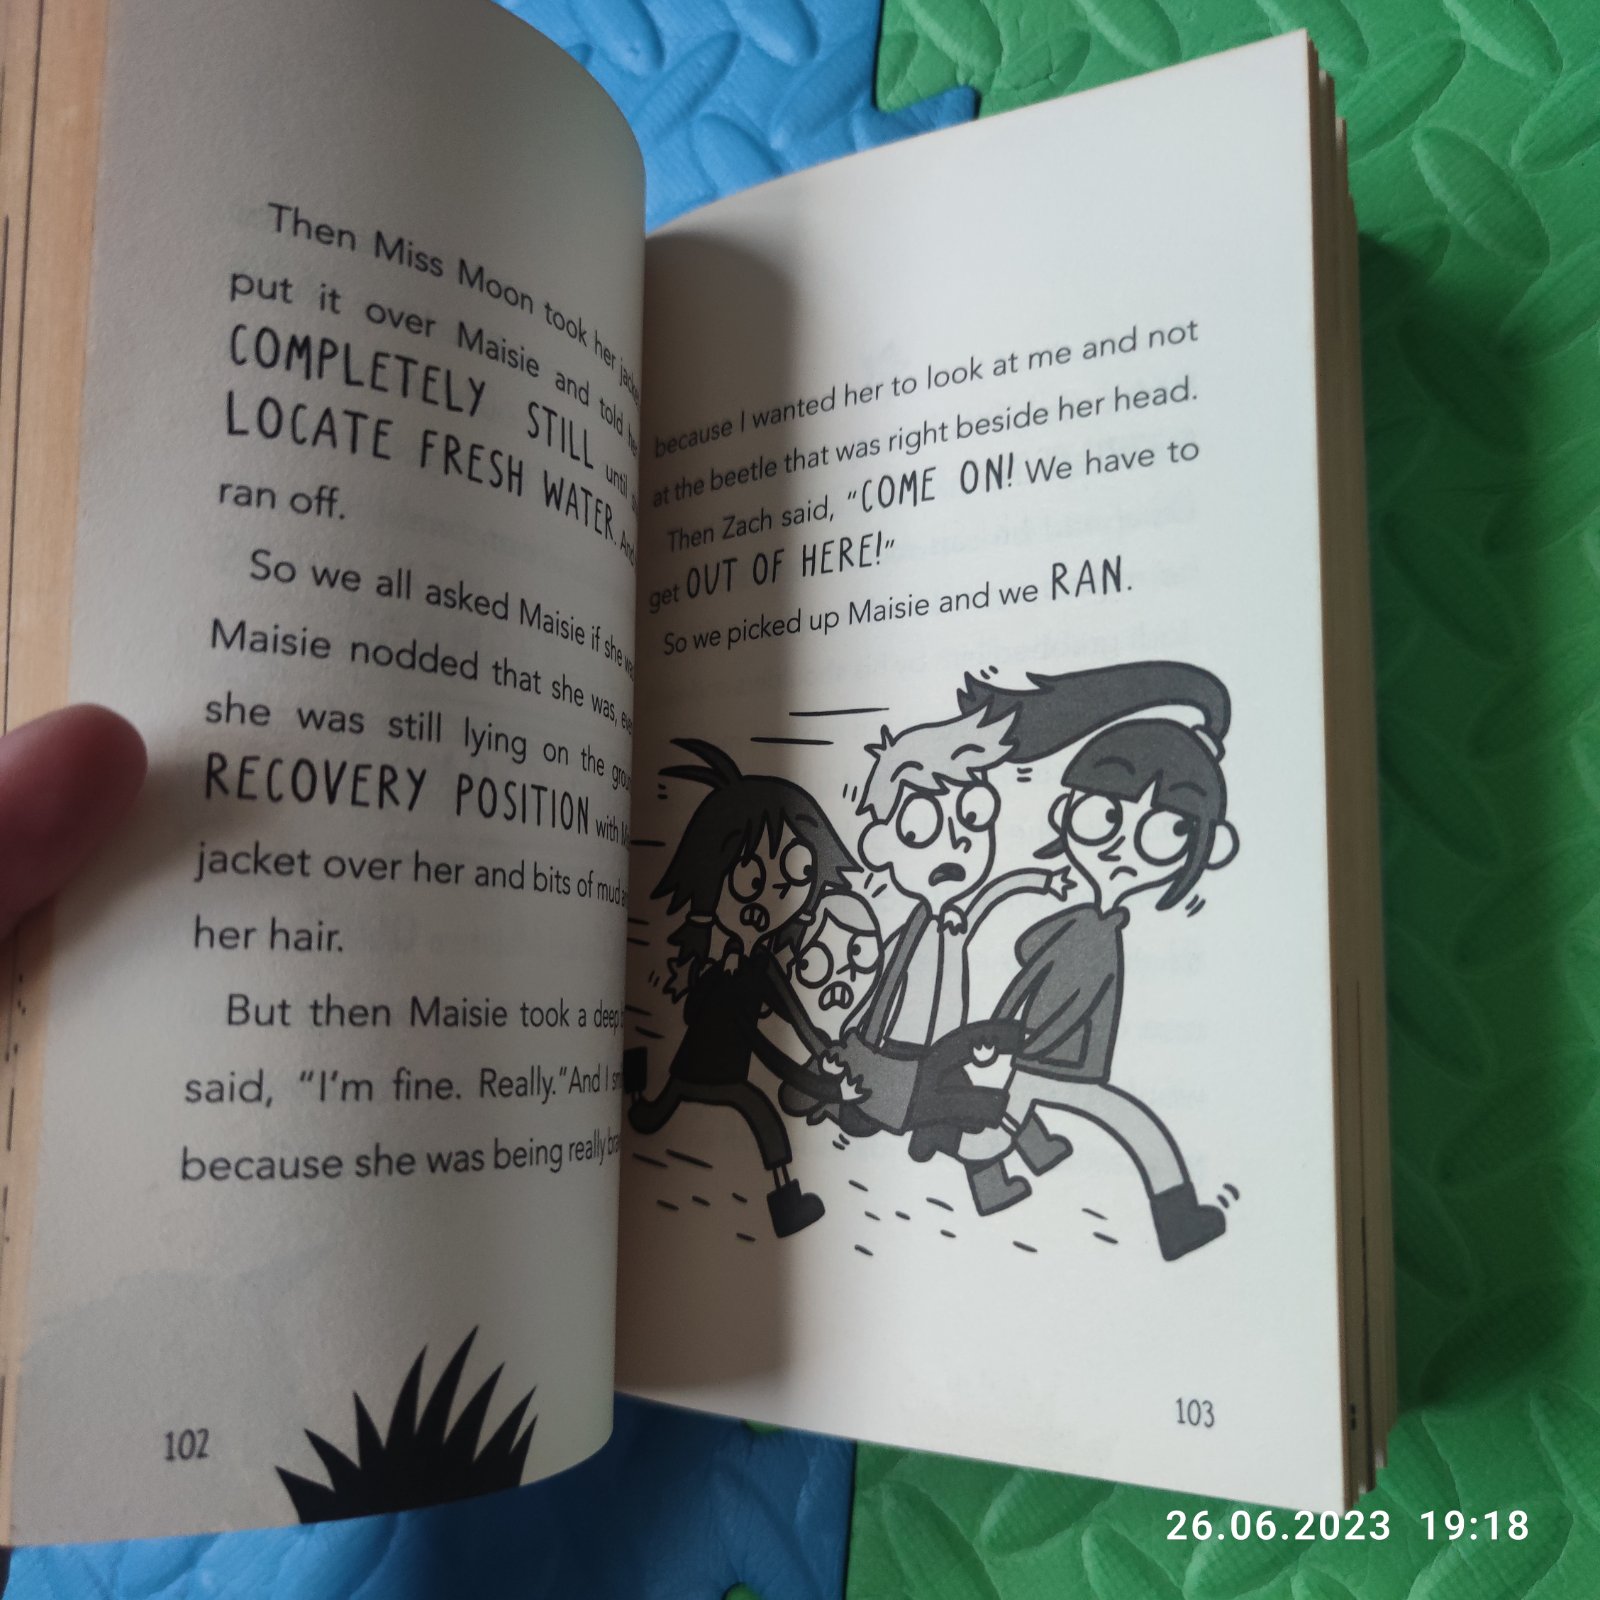 Then Miss Moon took her
put it over Maisie and told
COMPLETELY STILL until
LOCATE FRESH WATER. And
ran off.
So we all asked Maisie if she
Maisie nodded that she was,
she was still lying on the
RECOVERY POSITION with
jacket over her and bits of mud
her hair.
But then Maisie took a deep
said, “I’m fine. Really.”And I
because she was being really
102
because I wanted her to look at me and not
at the beetle that was right beside her head.
Then Zach said, “COME ON! We have to
get OUT OF HERE!”
So we picked up Maisie and we RAN.
103
26.06.2023 19:18